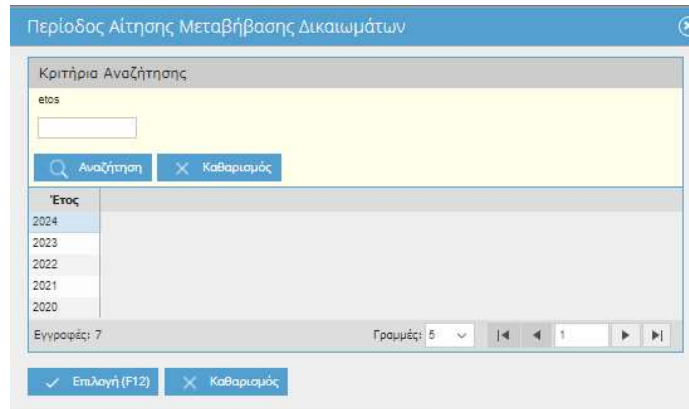 Περίοδος Αίτησης Μεταβήβασης Δικαιωμάτων
Κριτήρια Αναζήτησης
etos
Αναζήτηση Καθαρισμός
Έτος
2024
2023
2022
2021
2020
Εγγραφές: 7 Γραμμές: 5 1
Επιλογή (F12) Καθαρισμός